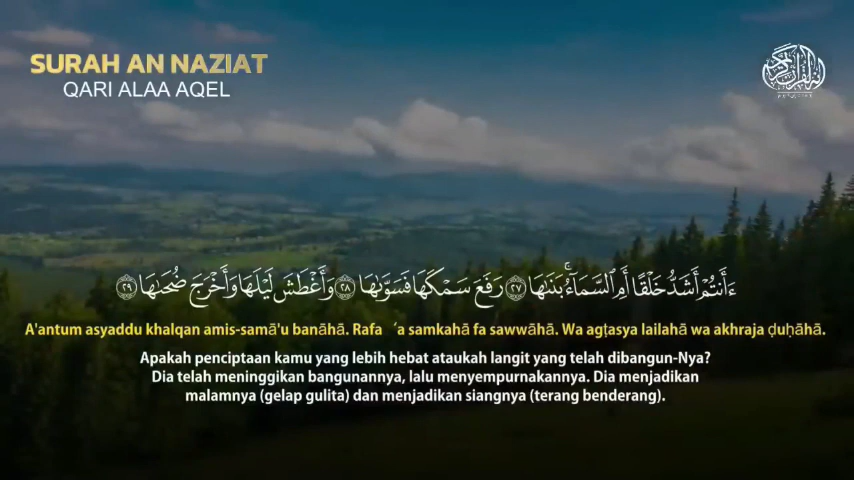 SURAH AN NAZIAT
QARI ALAA AQEL
ءَأَنتُمْ أَشَدُّ خَلْقًا أَمِ ٱلسَّمَآءُ ۚ بَنَىٰهَا ٢٧ رَفَعَ سَمْكَهَا فَسَوَّىٰهَا ٢٨ وَأَغْطَشَ لَيْلَهَا وَأَخْرَجَ ضُحَىٰهَا ٢٩
A'antum asyaddu khalqan amis-samā'u banāhā. Rafa ‘a samkahā fa sawwāhā. Wa agṭasya lailahā wa akhraja ḍuḥāhā.
Apakah penciptaan kamu yang lebih hebat ataukah langit yang telah dibangun-Nya?
Dia telah meninggikan bangunannya, lalu menyempurnakannya. Dia menjadikan
malamnya (gelap gulita) dan menjadikan siangnya (terang benderang).